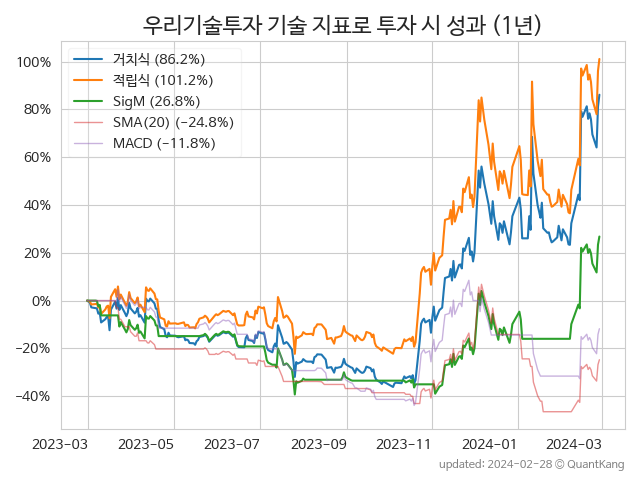 우리기술투자 기술 지표로 투자 시 성과 (1년)
100%
80%
60%
40%
20%
0%
−20%
−40%
거치식 (86.2%)
적립식 (101.2%)
SigM (26.8%)
SMA(20) (−24.8%)
MACD (−11.8%)
2023-03 2023-05 2023-07 2023-09 2023-11 2024-01 2024-03
updated: 2024-02-28 © QuantKang